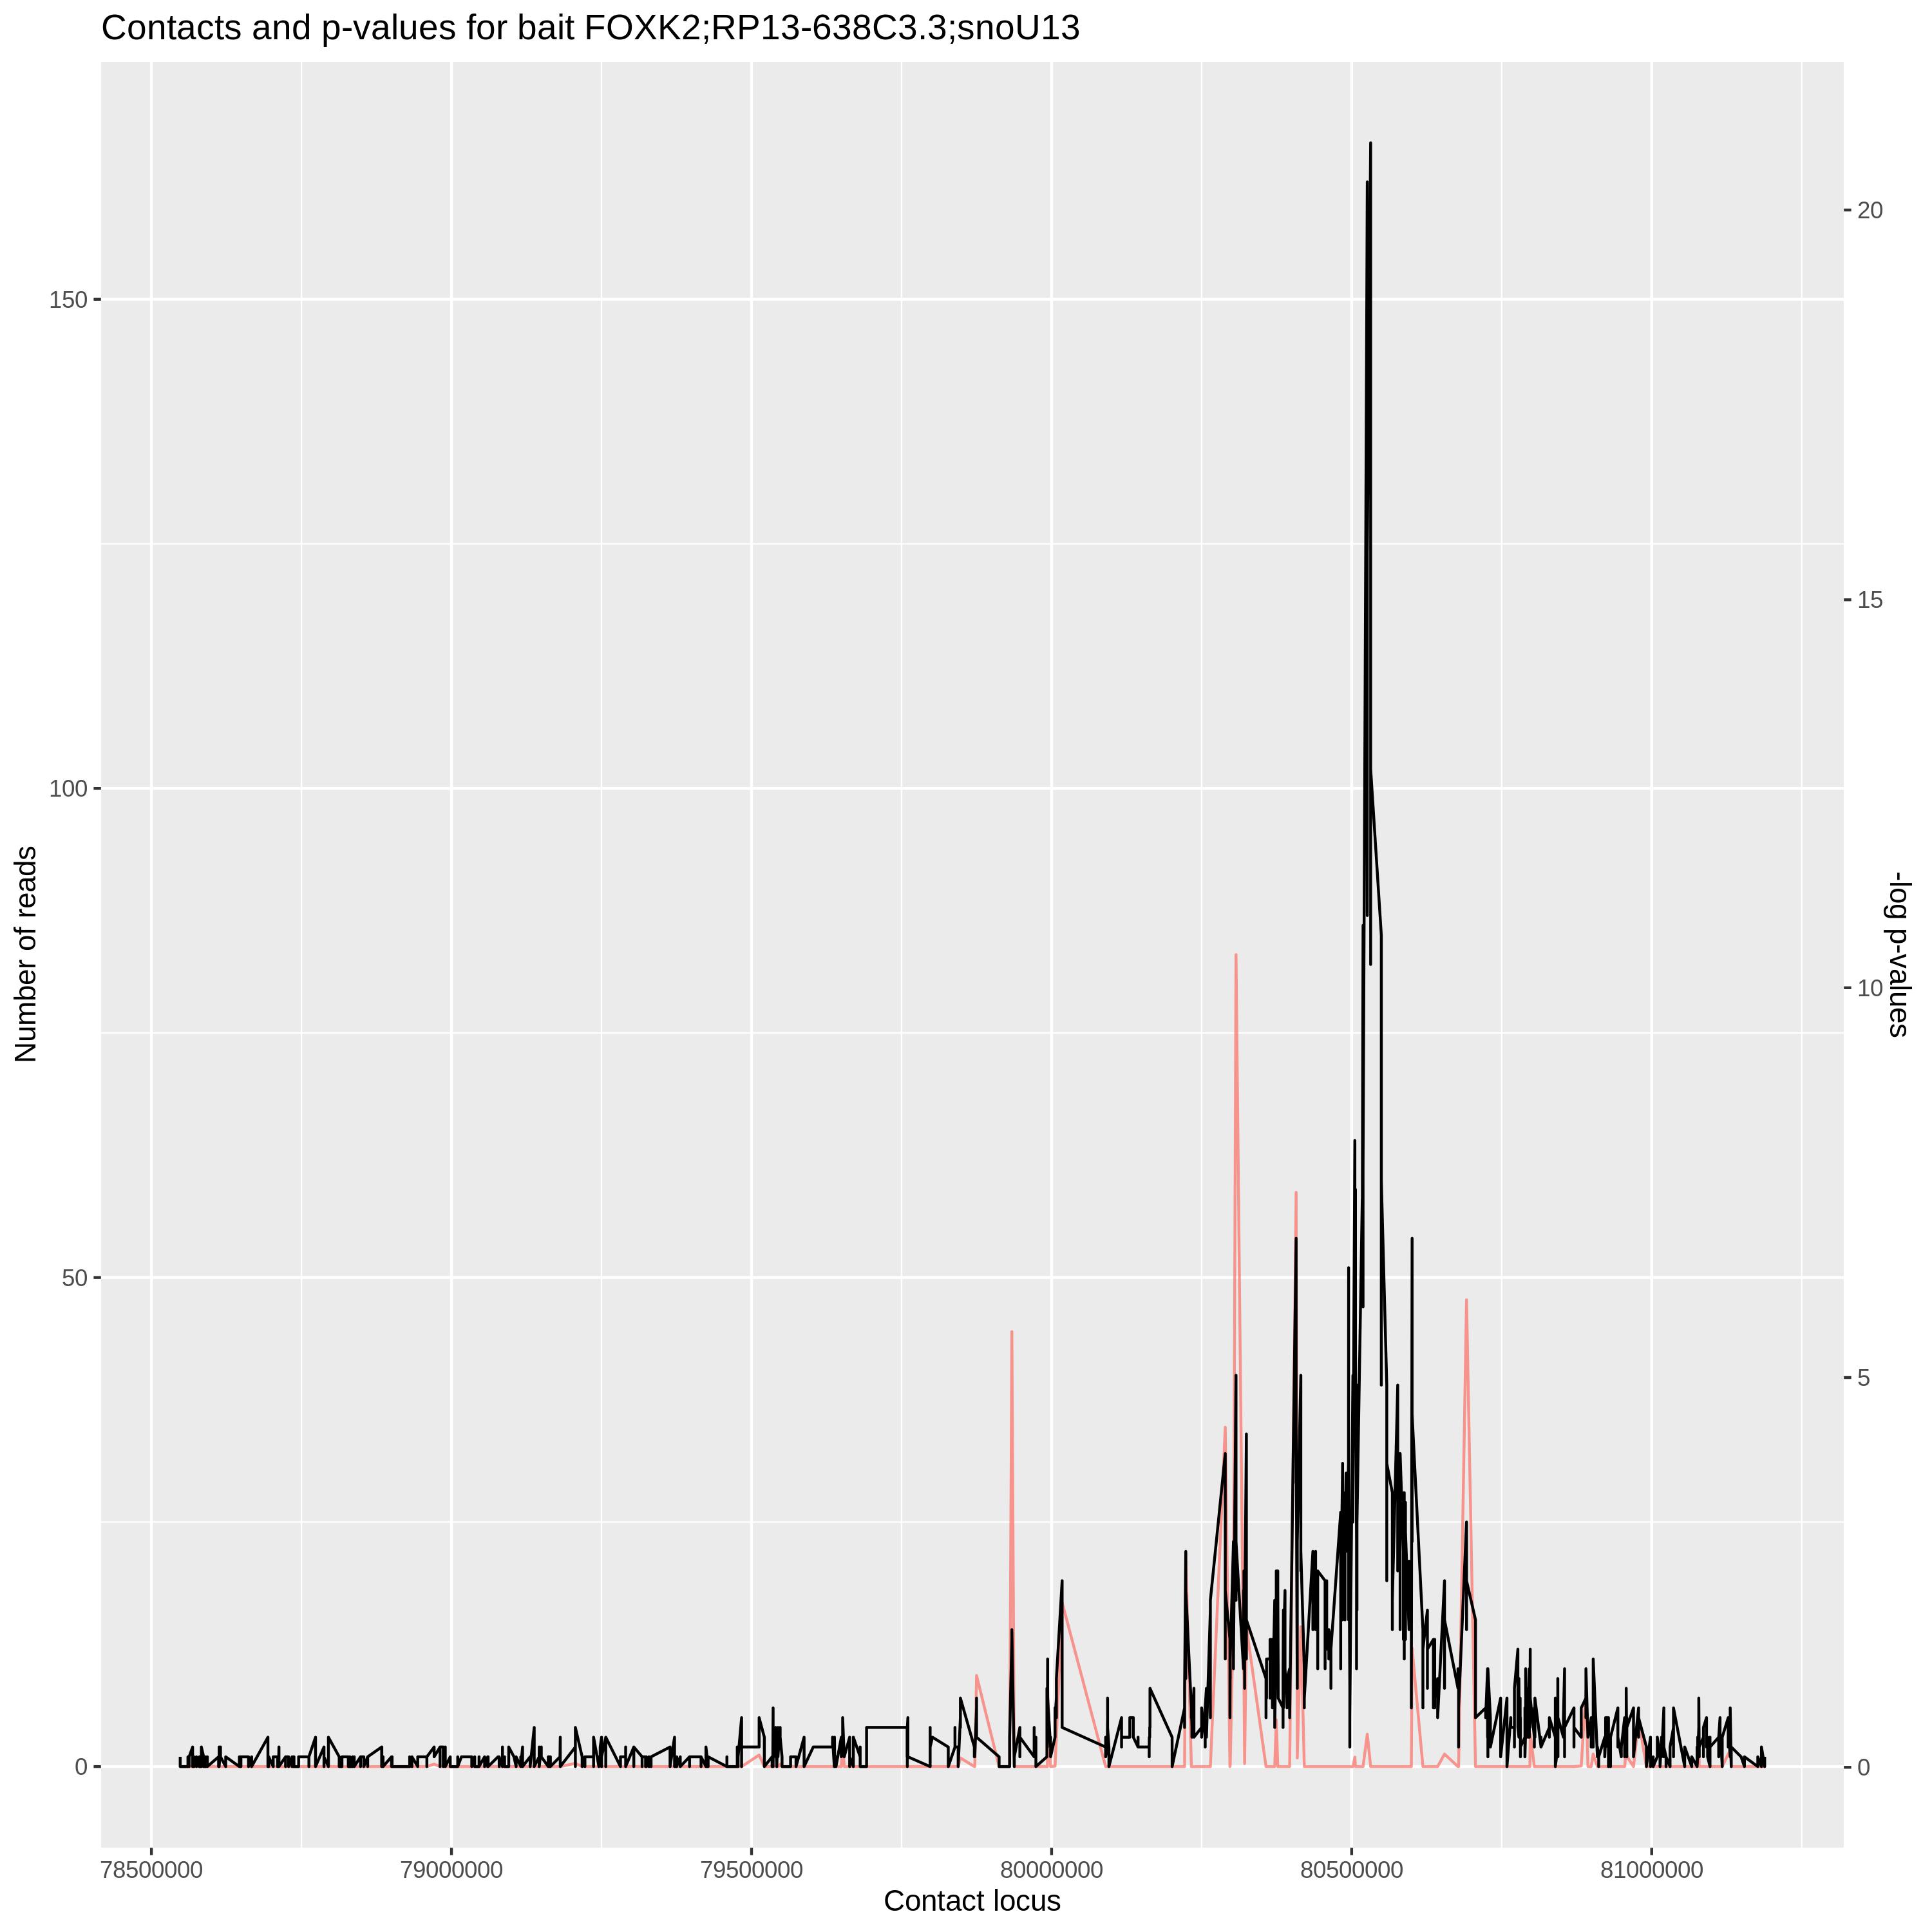 Contacts and p-values for bait FOXK2;RP13-638C3.3;snoU13
Number of reads
150
100
50
0
20
15
10
5
0
-log p-values
78500000 79000000 79500000 80000000 80500000 81000000
Contact locus